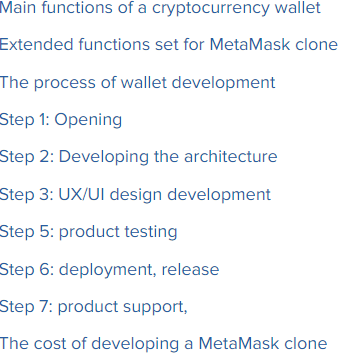 Main functions of a cryptocurrency wallet
Extended functions set for MetaMask clone
The process of wallet development
Step 1: Opening
Step 2: Developing the architecture
Step 3: UX/UI design development
Step 5: product testing
Step 6: deployment, release
Step 7: product support,
The cost of developing a MetaMask clone